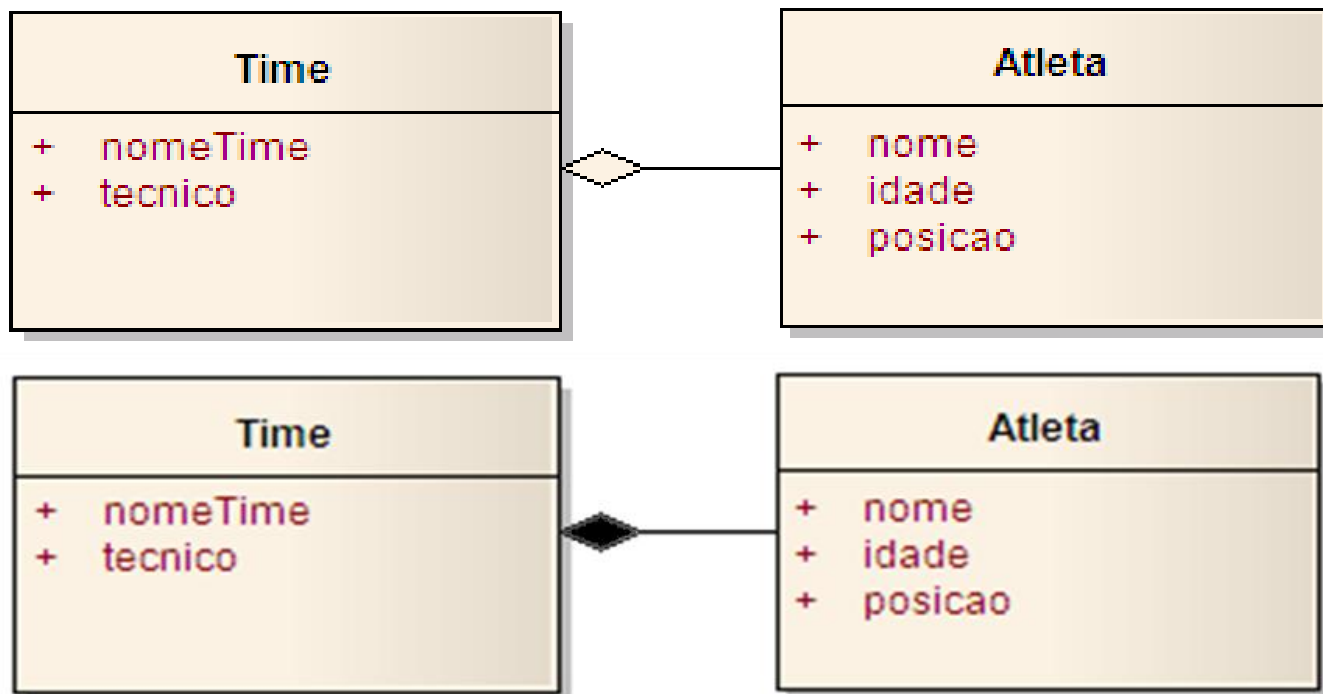 Time
+ nomeTime
+ tecnico
Atleta
+ nome
+ idade
+ posicao
Time
+ nomeTime
+ tecnico
Atleta
+ nome
+ idade
+ posicao